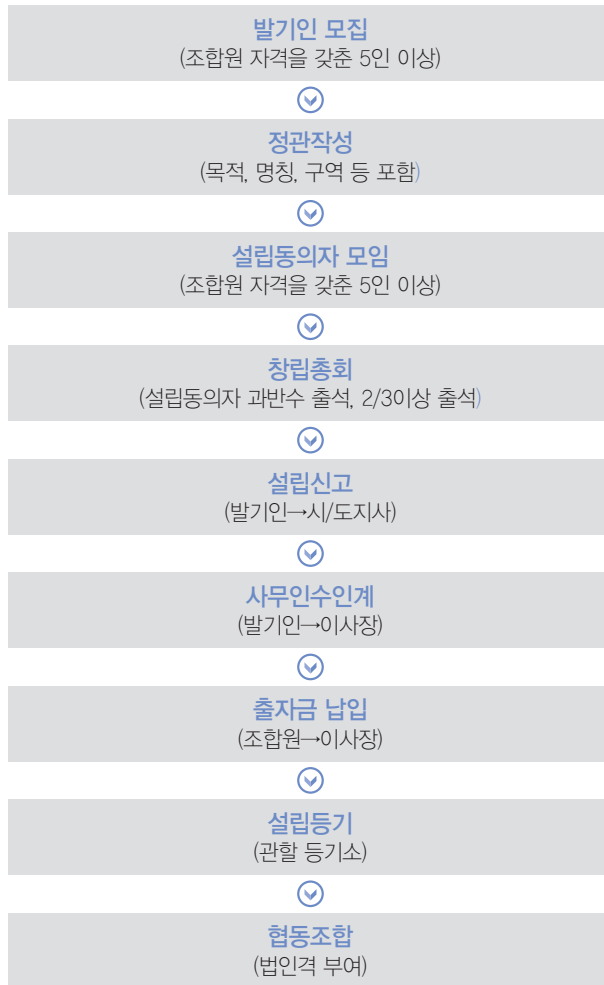 발기인 모집
(조합원 자격을 갖춘 5인 이상)
정관작성
(목적, 명칭, 구역 등 포함)
설립동의자 모임
(조합원 자격을 갖춘 5인 이상)
창립총회
(설립동의자 과반수 출석, 2/3이상 출석)
설립신고
(발기인→시/도지사)
사무인수인계
(발기인→이사장)
출자금 납입
(조합원→이사장)
설립등기
(관할 등기소)
협동조합
(법인격 부여)